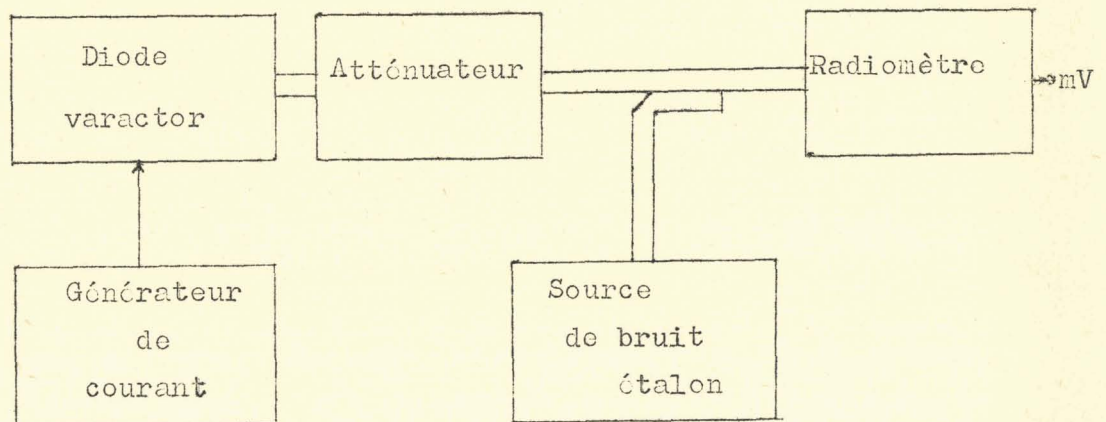 Diode
varactor
Atténuateur
Radiomètre
mV
Générateur
de
courant
Source
de bruit
étalon